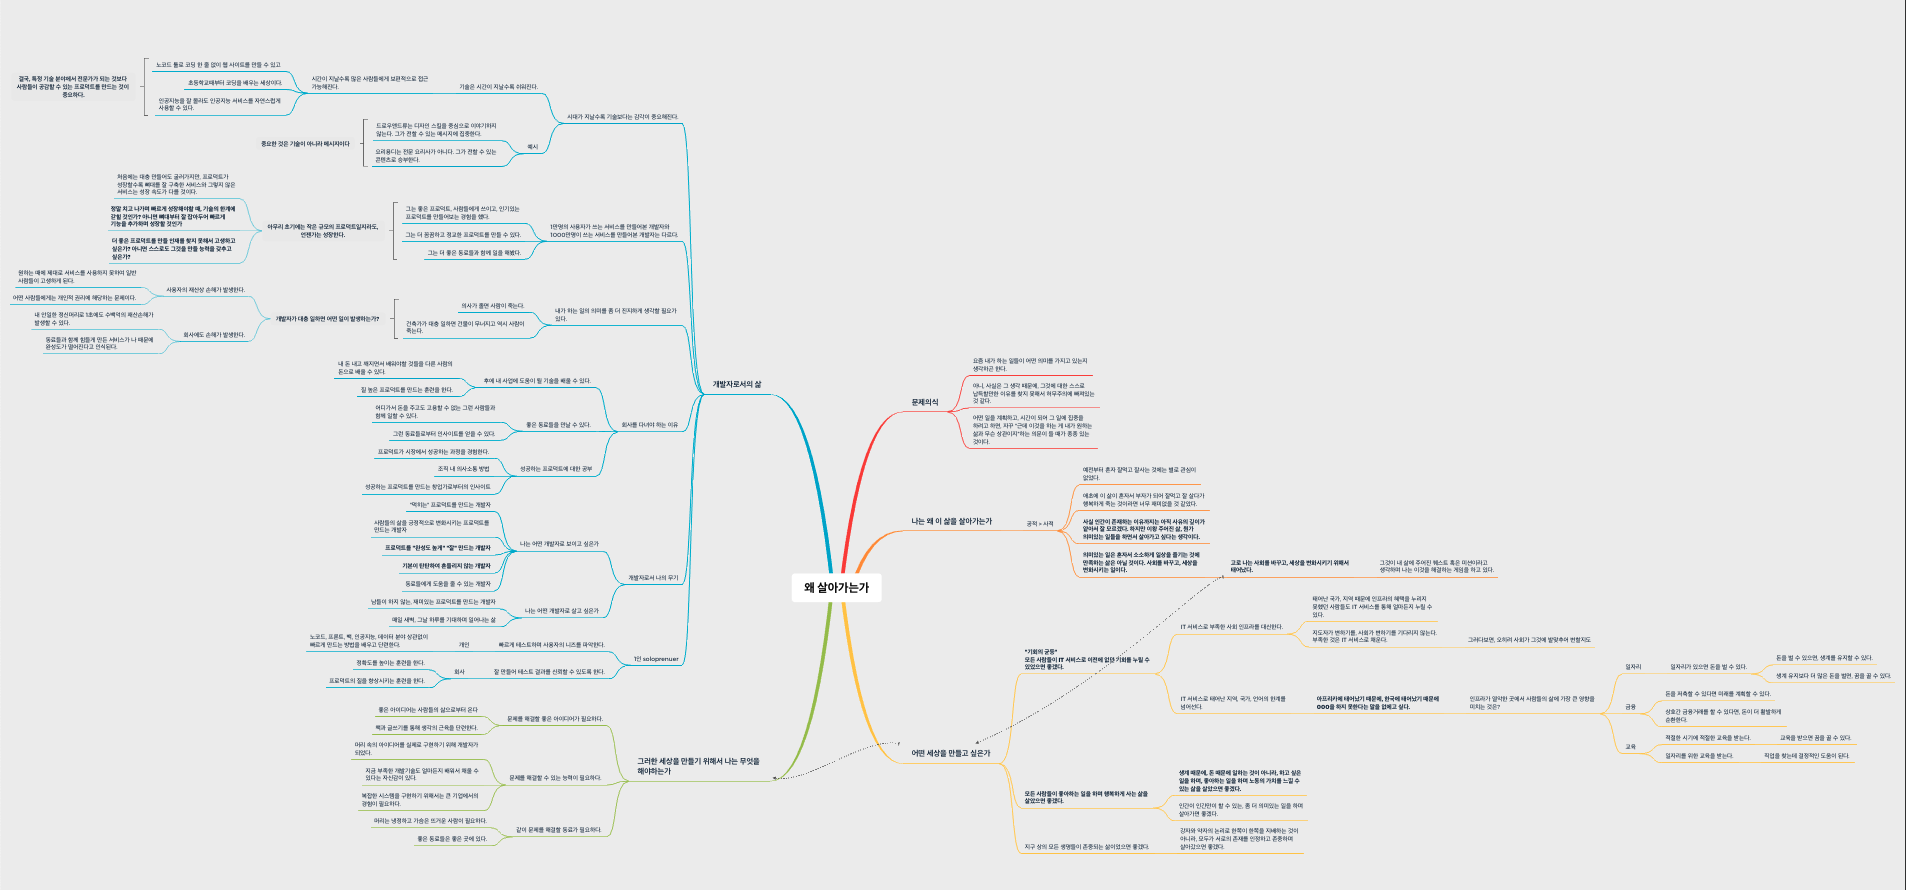 왜 살아가는가
문제의식
요즘 내가 하는 일들이 어떤 의미를 가지고 있는지
생각하곤 한다.
아니, 사실은 그 생각 때문에, 그것에 대한 스스로
납득할만한 이유를 찾지 못해서 허무주의에 빠져있는
것 같다.
어떤 일을 계획하고, 시간이 되어 그 일에 집중을
하려고 하면, 자꾸 "근데 이것을 하는 게 내가 원하는
삶과 무슨 상관이지"하는 의문이 들 때가 종종 있는
것이다.
나는 왜 이 삶을 살아가는가
공적 > 사적
예전부터 혼자 잘먹고 잘사는 것에는 별로 관심이
없었다.
애초에 이 삶이 혼자서 부자가 되어 잘먹고 잘 살다가
행복하게 죽는 것이라면 너무 재미없을 것 같았다.
사실 인간이 존재하는 이유까지는 아직 사유의 깊이가
얕아서 잘 모르겠다. 하지만 이왕 주어진 삶, 뭔가
의미있는 일들을 하면서 살아가고 싶다는 생각이다.
의미있는 일은 혼자서 소소하게 일상을 즐기는 것에
만족하는 삶은 아닐 것이다. 사회를 바꾸고, 세상을
변화시키는 일이다.
고로 나는 사회를 바꾸고, 세상을 변화시키기 위해서
태어났다.
그것이 내 삶에 주어진 퀘스트 혹은 미션이라고
생각하며 나는 이것을 해결하는 게임을 하고 있다.
어떤 세상을 만들고 싶은가
"기회의 균등"
모든 사람들이 IT 서비스로 이전에 없던 기회를 누릴 수
있었으면 좋겠다.
IT 서비스로 부족한 사회 인프라를 대신한다.
태어난 국가, 지역 때문에 인프라의 혜택을 누리지
못했던 사람들도 IT 서비스를 통해 얼마든지 누릴 수
있다.
지도자가 변하기를, 사회가 변하기를 기다리지 않는다.
부족한 것은 IT 서비스로 채운다.
그러다보면, 오히려 사회가 그것에 발맞추어 변할지도
IT 서비스로 태어난 지역, 국가, 언어의 한계를
넘어선다.
아프리카에 태어났기 때문에, 한국에 태어났기 때문에
OOO을 하지 못한다는 말을 없애고 싶다.
인프라가 열악한 곳에서 사람들의 삶에 가장 큰 영향을
미치는 것은?
일자리
일자리가 있으면 돈을 벌 수 있다.
돈을 벌 수 있으면, 생계를 유지할 수 있다.
생계 유지보다 더 많은 돈을 벌면, 꿈을 꿀 수 있다.
금융
돈을 저축할 수 있다면 미래를 계획할 수 있다.
상호간 금융거래를 할 수 있다면, 돈이 더 활발하게
순환한다.
교육
적절한 시기에 적절한 교육을 받는다.
교육을 받으면 꿈을 꿀 수 있다.
일자리를 위한 교육을 받는다.
직업을 찾는데 결정적인 도움이 된다.
모든 사람들이 좋아하는 일을 하며 행복하게 사는 삶을
살았으면 좋겠다.
생계 때문에, 돈 때문에 일하는 것이 아니라, 하고 싶은
일을 하며, 좋아하는 일을 하며 노동의 가치를 느낄 수
있는 삶을 살았으면 좋겠다.
인간이 인간만이 할 수 있는, 좀 더 의미있는 일을 하며
살아가면 좋겠다.
지구 상의 모든 생명들이 존중되는 삶이었으면 좋겠다.
강자와 약자의 논리로 한쪽이 한쪽을 지배하는 것이
아니라, 모두가 서로의 존재를 인정하고 존중하며
살아갔으면 좋겠다.
개발자로서의 삶
시대가 지날수록 기술보다는 감각이 중요해진다.
기술은 시간이 지날수록 쉬워진다.
시간이 지날수록 많은 사람들에게 보편적으로 접근
가능해진다.
노코드 툴로 코딩 한 줄 없이 웹 사이트를 만들 수 있고
초등학교때부터 코딩을 배우는 세상이다.
인공지능을 잘 몰라도 인공지능 서비스를 자연스럽게
사용할 수 있다.
결국, 특정 기술 분야에서 전문가가 되는 것보다
사람들이 공감할 수 있는 프로덕트를 만드는 것이
중요하다.
예시
드로우앤드류는 디자인 스킬을 중심으로 이야기하지
않는다. 그가 전할 수 있는 메시지에 집중한다.
요리용디는 전문 요리사가 아니다. 그가 전할 수 있는
콘텐츠로 승부한다.
중요한 것은 기술이 아니라 메시지이다
1만명의 사용자가 쓰는 서비스를 만들어본 개발자와
1000만명이 쓰는 서비스를 만들어본 개발자는 다르다.
그는 좋은 프로덕트, 사람들에게 쓰이고, 인기있는
프로덕트를 만들어보는 경험을 했다.
그는 더 꼼꼼하고 정교한 프로덕트를 만들 수 있다.
그는 더 좋은 동료들과 함께 일을 해봤다.
아무리 초기에는 작은 규모의 프로덕트일지라도,
언젠가는 성장한다.
처음에는 대충 만들어도 굴러가지만, 프로덕트가
성장할수록 뼈대를 잘 구축한 서비스와 그렇지 않은
서비스는 성장 속도가 다를 것이다.
정말 치고 나가며 빠르게 성장해야할 때, 기술의 한계에
갇힐 것인가? 아니면 뼈대부터 잘 잡아두어 빠르게
기능을 추가하며 성장할 것인가
더 좋은 프로덕트를 만들 인재를 찾지 못해서 고생하고
싶은가? 아니면 스스로도 그것을 만들 능력을 갖추고
싶은가?
내가 하는 일의 의미를 좀 더 진지하게 생각할 필요가
있다.
의사가 졸면 사람이 죽는다.
건축가가 대충 일하면 건물이 무너지고 역시 사람이
죽는다.
개발자가 대충 일하면 어떤 일이 발생하는가?
사용자의 재산상 손해가 발생한다.
원하는 때에 제대로 서비스를 사용하지 못하여 일반
사람들이 고생하게 된다.
어떤 사람들에게는 개인적 권리에 해당하는 문제이다.
회사에도 손해가 발생한다.
내 안일한 정신머리로 1초에도 수백억의 재산손해가
발생할 수 있다.
동료들과 함께 힘들게 만든 서비스가 나 때문에
완성도가 떨어진다고 인식된다.
회사를 다녀야 하는 이유
후에 내 사업에 도움이 될 기술을 배울 수 있다.
내 돈 내고 깨지면서 배워야할 것들을 다른 사람의
돈으로 배울 수 있다.
질 높은 프로덕트를 만드는 훈련을 한다.
좋은 동료들을 만날 수 있다.
어디가서 돈을 주고도 고용할 수 없는 그런 사람들과
함께 일할 수 있다.
그런 동료들로부터 인사이트를 얻을 수 있다.
성공하는 프로덕트에 대한 공부
프로덕트가 시장에서 성공하는 과정을 경험한다.
조직 내 의사소통 방법
성공하는 프로덕트를 만드는 창업가로부터의 인사이트
개발자로서 나의 무기
나는 어떤 개발자로 보이고 싶은가
"먹히는" 프로덕트를 만드는 개발자
사람들의 삶을 긍정적으로 변화시키는 프로덕트를
만드는 개발자
프로덕트를 "완성도 높게" "잘" 만드는 개발자
기본이 탄탄하여 흔들리지 않는 개발자
동료들에게 도움을 줄 수 있는 개발자
나는 어떤 개발자로 살고 싶은가
남들이 하지 않는, 재미있는 프로덕트를 만드는 개발자
매일 새벽, 그날 하루를 기대하며 일어나는 삶
1인 soloprenuer
빠르게 테스트하며 사용자의 니즈를 파악한다.
개인
노코드, 프론트, 백, 인공지능, 데이터 분야 상관없이
빠르게 만드는 방법을 배우고 단련한다.
잘 만들어 테스트 결과를 신뢰할 수 있도록 한다.
회사
정확도를 높이는 훈련을 한다.
프로덕트의 질을 향상시키는 훈련을 한다.
그러한 세상을 만들기 위해서 나는 무엇을
해야하는가
문제를 해결할 좋은 아이디어가 필요하다.
좋은 아이디어는 사람들의 삶으로부터 온다
책과 글쓰기를 통해 생각의 근육을 단련한다.
문제를 해결할 수 있는 능력이 필요하다.
머리 속의 아이디어를 실제로 구현하기 위해 개발자가
되었다.
지금 부족한 개발기술도 얼마든지 배워서 채울 수
있다는 자신감이 있다.
복잡한 시스템을 구현하기 위해서는 큰 기업에서의
경험이 필요하다.
같이 문제를 해결할 동료가 필요하다.
머리는 냉정하고 가슴은 뜨거운 사람이 필요하다.
좋은 동료들은 좋은 곳에 있다.